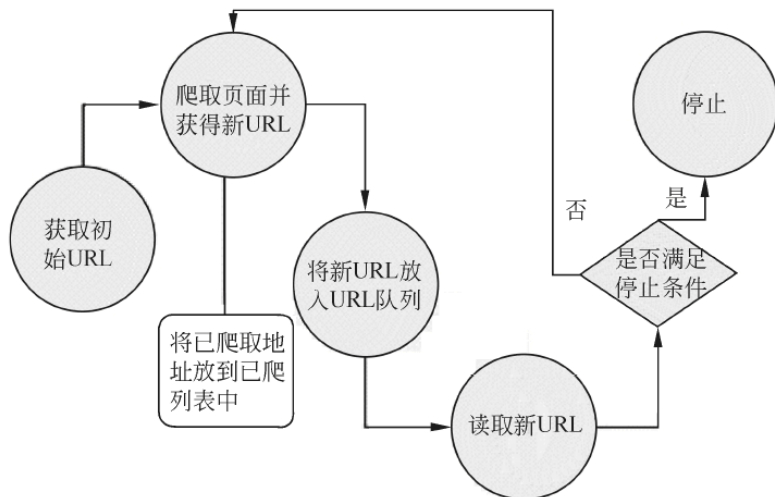 爬取页面并
获得新URL
停止
获取初
始URL
否
是
将新URL放
入URL队列
是否满足
停止条件
将已爬取地
址放到已爬
列表中
读取新URL